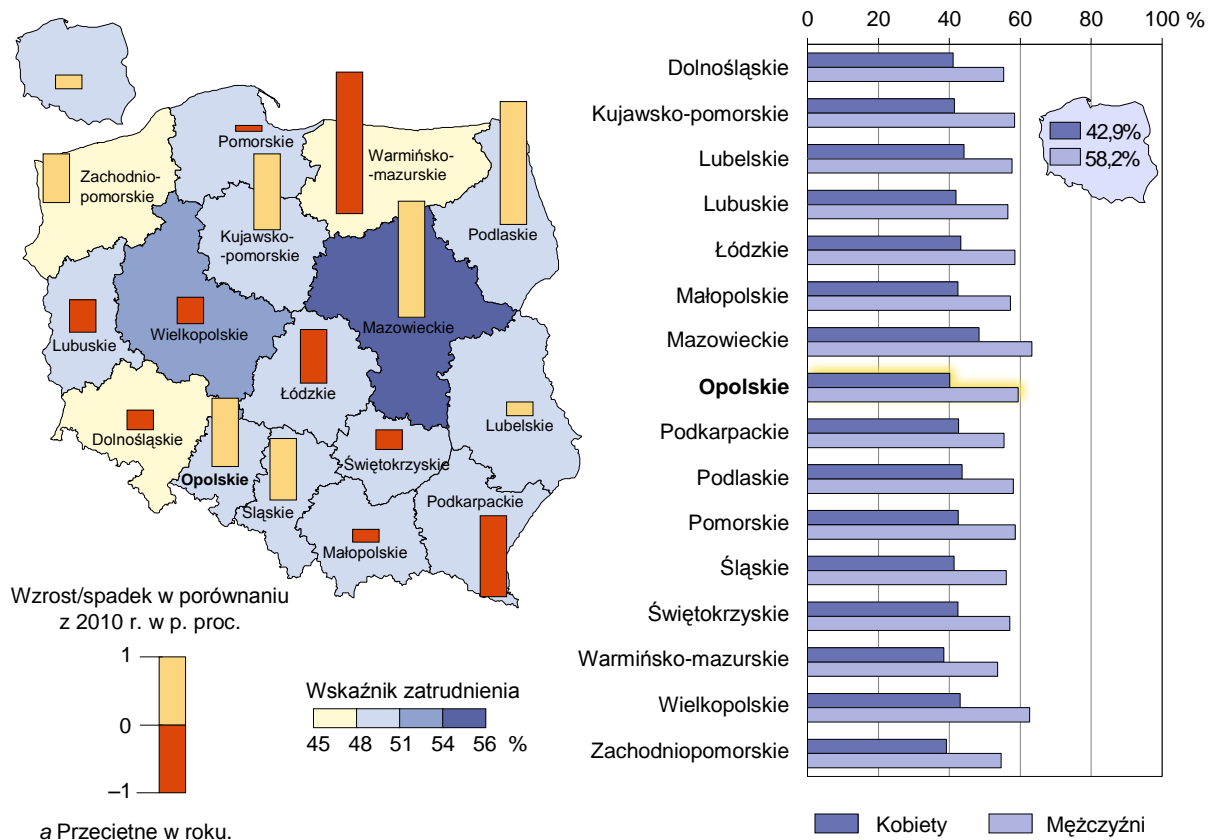 Pomorskie
Warmińsko-
-mazurskie
Zachodnio-
pomorskie
Podlaskie
Kujawsko-
-pomorskie
Mazowieckie
Wielkopolskie
Lubuskie
Łódzkie
Lubelskie
Dolnośląskie
Świętokrzyskie
Opolskie
Śląskie
Podkarpackie
Małopolskie
Wzrost/spadek w porównaniu
z 2010 r. w p. proc.
1
0
–1
Wskaźnik zatrudnienia
45 48 51 54 56 %
a Przeciętne w roku.
0 20 40 60 80 100 %
Dolnośląskie
Kujawsko-pomorskie
Lubelskie
Lubuskie
Łódzkie
Małopolskie
Mazowieckie
Opolskie
Podkarpackie
Podlaskie
Pomorskie
Śląskie
Świętokrzyskie
Warmińsko-mazurskie
Wielkopolskie
Zachodniopomorskie
42,9%
58,2%
Kobiety Mężczyźni